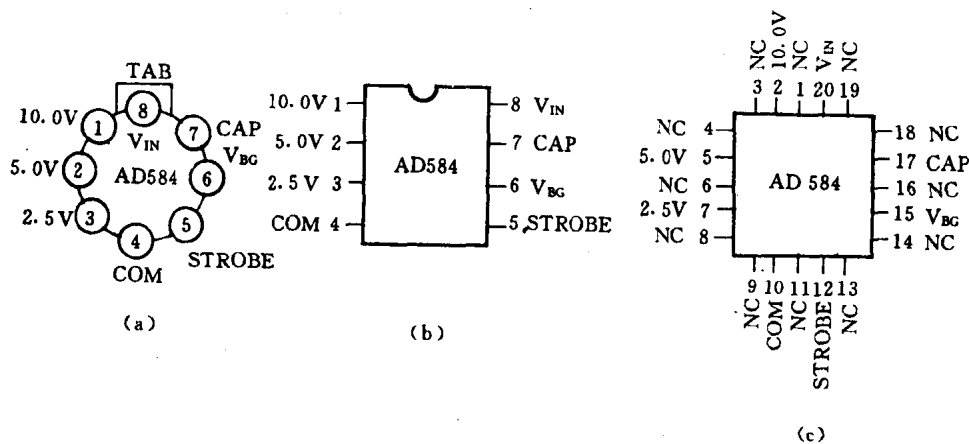 TAB
10.0V 1 8 7 CAP
V_IN V_BG
5.0V 2 AD584 6
2.5V 3 4 5
COM STROBE
(a)
10.0V 1 8 V_IN
5.0V 2 7 CAP
AD584
2.5V 3 6 V_BG
COM 4 5 STROBE
(b)
NC 10.0V NC V_IN NC
3 2 1 20 19
NC 4 18 NC
5.0V 5 17 CAP
NC 6 AD 584 16 NC
2.5V 7 15 V_BG
NC 8 14 NC
9 10 11 12 13
NC COM NC STROBE NC
(c)